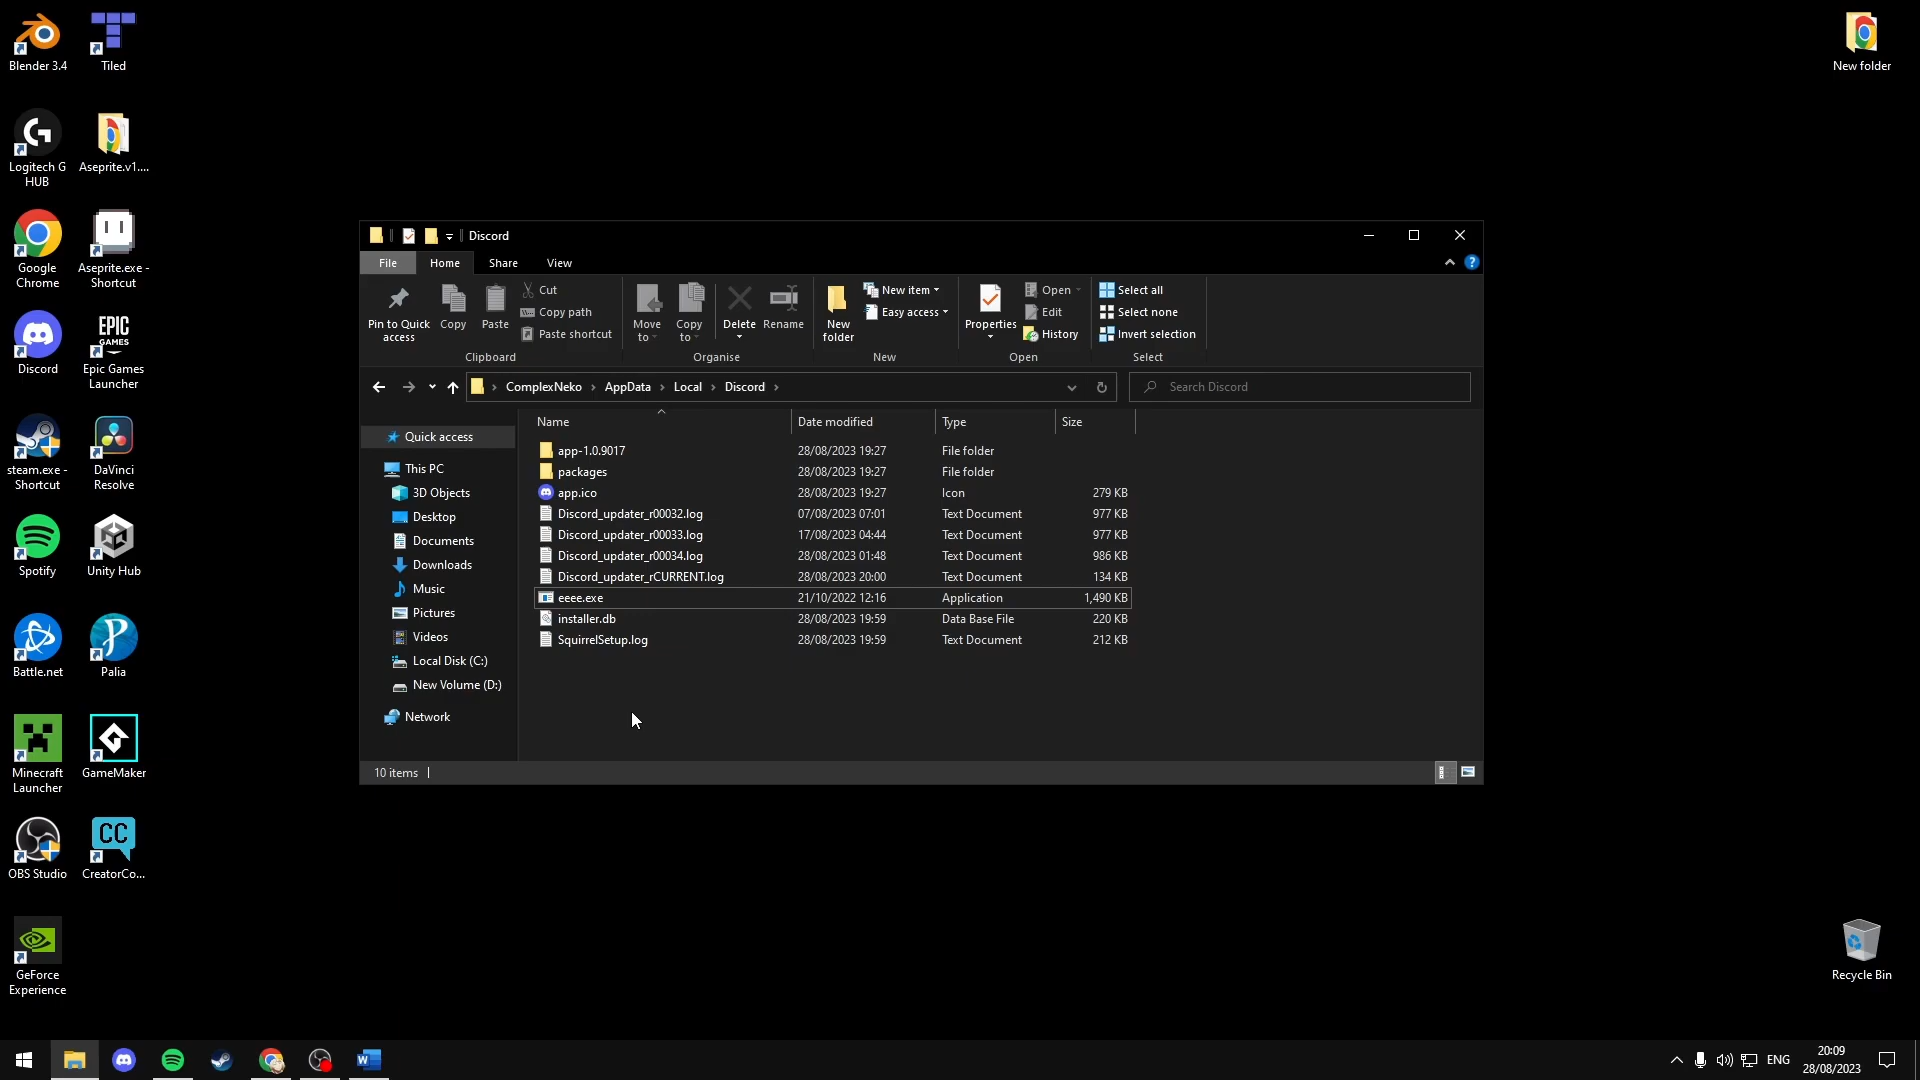 Blender 3.4
Tiled
New folder
Logitech G
HUB
Aseprite.v1....
Google
Chrome
Aseprite.exe -
Shortcut
Discord
EPIC
GAMES
Epic Games
Launcher
steam.exe -
Shortcut
DaVinci
Resolve
Spotify
Unity Hub
Battle.net
Palia
Minecraft
Launcher
GameMaker
OBS Studio
CC
CreatorCo...
GeForce
Experience
Recycle Bin
Discord
File
Home
Share
View
?
Pin to Quick
access
Copy
Paste
Cut
Copy path
Paste shortcut
Clipboard
Move
to
Copy
to
Delete
Rename
Organise
New
folder
New item
Easy access
New
Properties
Open
Edit
History
Open
Select all
Select none
Invert selection
Select
ComplexNeko
AppData
Local
Discord
Search Discord
Quick access
This PC
3D Objects
Desktop
Documents
Downloads
Music
Pictures
Videos
Local Disk (C:)
New Volume (D:)
Network
Name Date modified Type Size
app-1.0.9017 28/08/2023 19:27 File folder
packages 28/08/2023 19:27 File folder
app.ico 28/08/2023 19:27 Icon 279 KB
Discord_updater_r00032.log 07/08/2023 07:01 Text Document 977 KB
Discord_updater_r00033.log 17/08/2023 04:44 Text Document 977 KB
Discord_updater_r00034.log 28/08/2023 01:48 Text Document 986 KB
Discord_updater_rCURRENT.log 28/08/2023 20:00 Text Document 134 KB
eeee.exe 21/10/2022 12:16 Application 1,490 KB
installer.db 28/08/2023 19:59 Data Base File 220 KB
SquirrelSetup.log 28/08/2023 19:59 Text Document 212 KB
10 items
ENG
20:09
28/08/2023